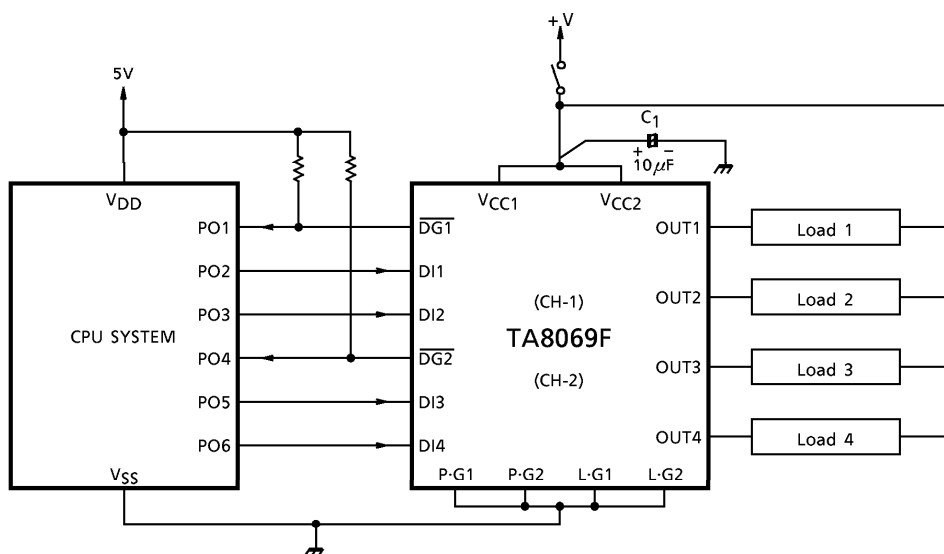 +V
5V
C1
+ −
10μF
VDD
VCC1 VCC2
PO1 DG1 OUT1 Load 1
PO2 DI1
PO3 DI2
OUT2 Load 2
(CH-1)
CPU SYSTEM TA8069F
PO4 DG2 OUT3 Load 3
(CH-2)
PO5 DI3
PO6 DI4 OUT4 Load 4
VSS P·G1 P·G2 L·G1 L·G2